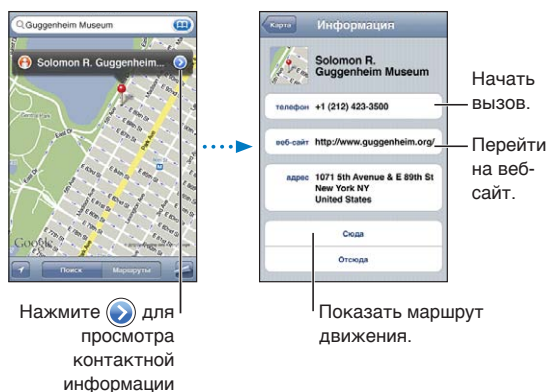 Guggenheim Museum
Solomon R. Guggenheim...
Google
Поиск
Маршруты
Нажмите для
просмотра
контактной
информации
Карта
Информация
Solomon R.
Guggenheim Museum
телефон +1 (212) 423-3500
веб-сайт http://www.guggenheim.org/
адрес 1071 5th Avenue & E 89th St
New York NY
United States
Сюда
Отсюда
Начать
вызов.
Перейти
на веб-
сайт.
Показать маршрут
движения.